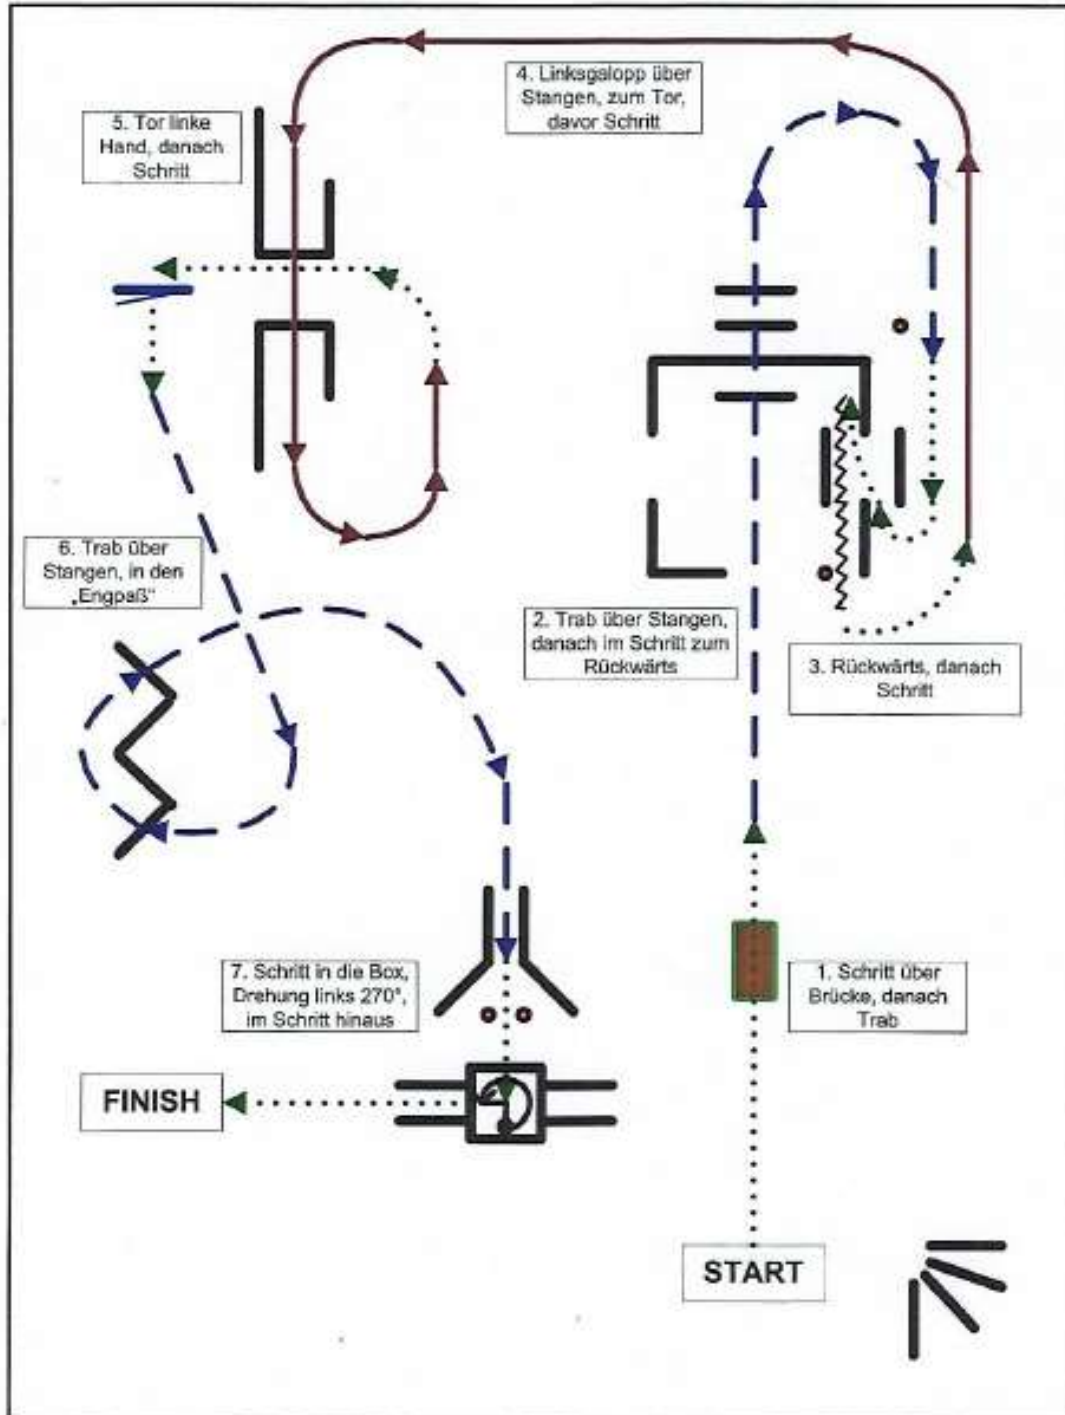 4. Linksgalopp über
Stangen, zum Tor,
davor Schritt
5. Tor linke
Hand, danach
Schritt
6. Trab über
Stangen, in den
„Engpaß“
2. Trab über Stangen,
danach im Schritt zum
Rückwärts
3. Rückwärts, danach
Schritt
7. Schritt in die Box,
Drehung links 270°,
im Schritt hinaus
1. Schritt über
Brücke, danach
Trab
FINISH
START